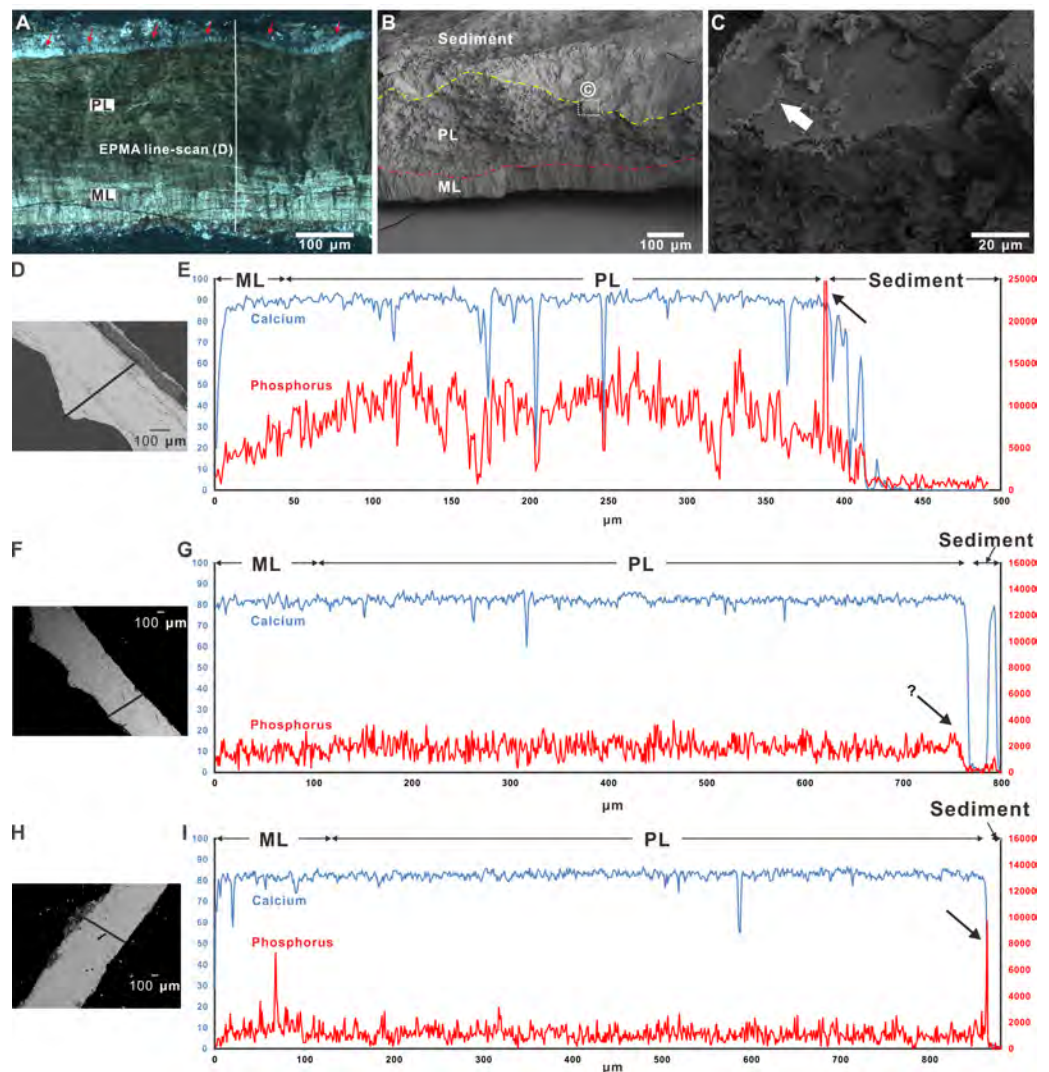 A
PL
EPMA line-scan (D)
ML
100 μm
B
Sediment
©
PL
ML
100 μm
C
20 μm
D
100
μm
E
ML
PL
Sediment
100
90
80
70
60
50
40
30
20
10
0
Calcium
Phosphorus
25000
20000
15000
10000
5000
0
0 50 100 150 200 250 300 350 400 450 500
μm
F
100
μm
G
ML
PL
Sediment
100
90
80
70
60
50
40
30
20
10
0
Calcium
Phosphorus
?
16000
14000
12000
10000
8000
6000
4000
2000
0
0 100 200 300 400 500 600 700 800
μm
H
100
μm
I
ML
PL
Sediment
100
90
80
70
60
50
40
30
20
10
0
Calcium
Phosphorus
16000
14000
12000
10000
8000
6000
4000
2000
0
0 100 200 300 400 500 600 700 800
μm